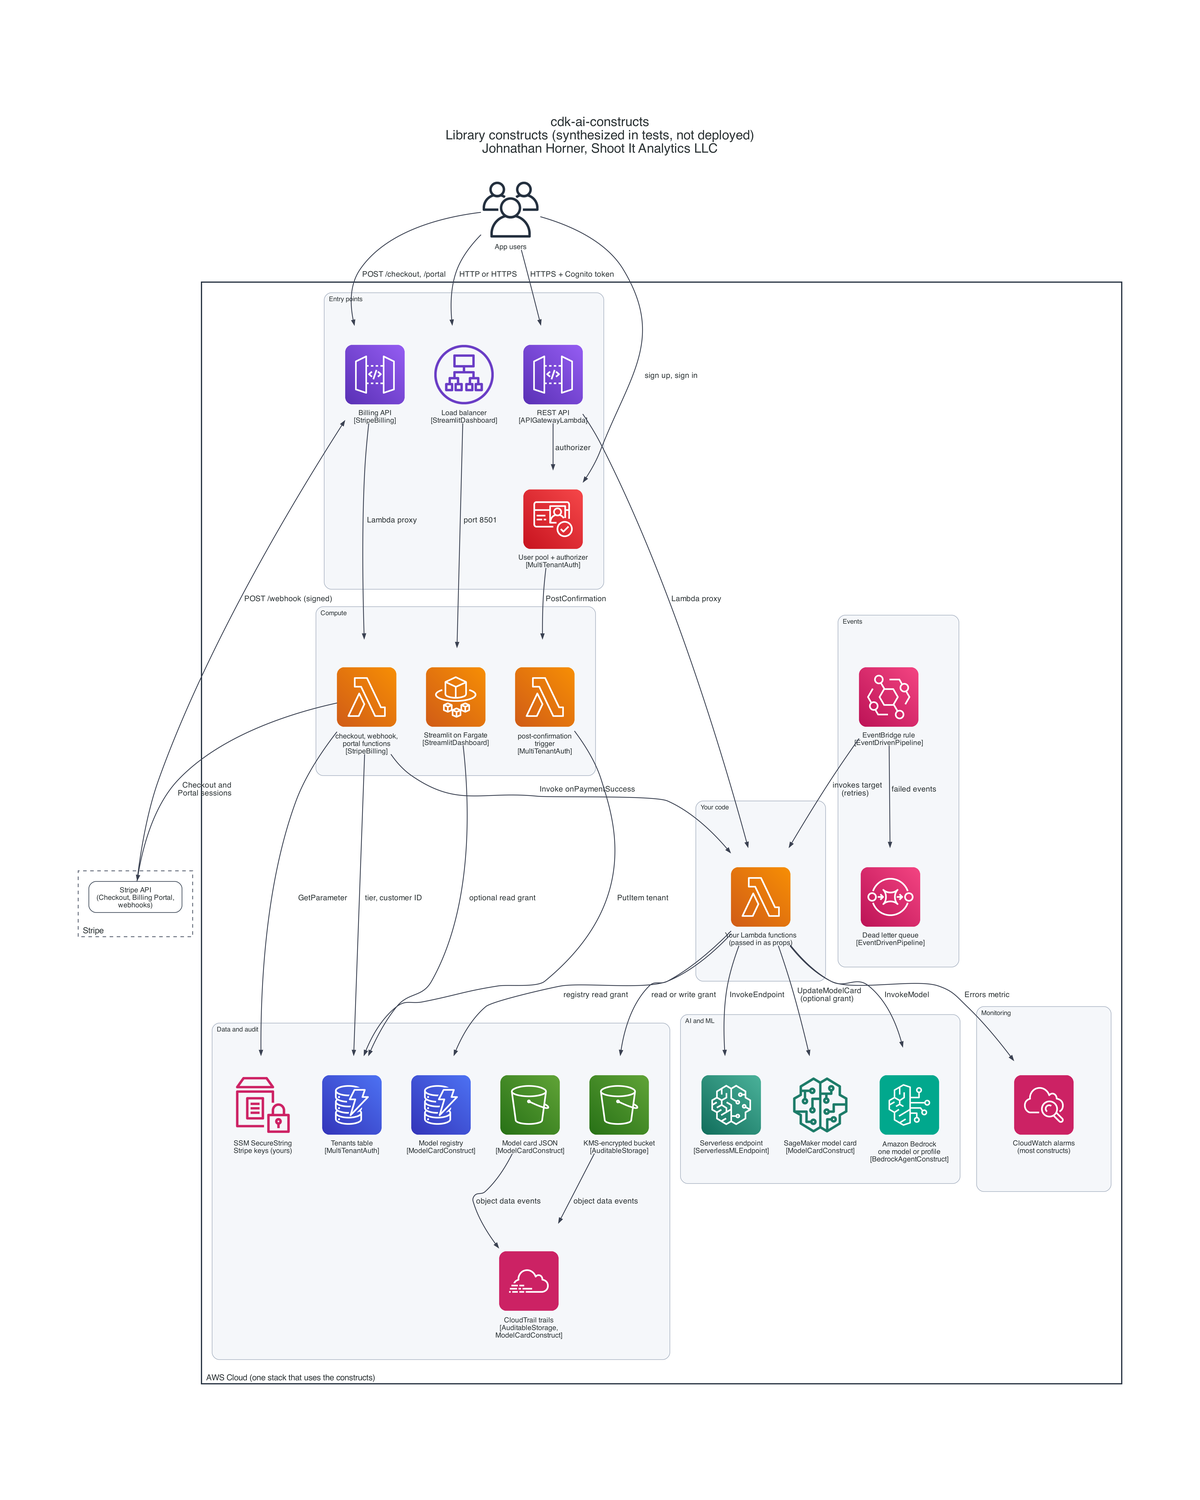 cdk-ai-constructs
Library constructs (synthesized in tests, not deployed)
Johnathan Horner, Shoot It Analytics LLC
App users
POST /checkout, /portal
HTTP or HTTPS
HTTPS + Cognito token
Entry points
sign up, sign in
Billing API
[StripeBilling]
Load balancer
[StreamlitDashboard]
REST API
[APIGatewayLambda]
authorizer
Lambda proxy
port 8501
User pool + authorizer
[MultiTenantAuth]
POST /webhook (signed)
PostConfirmation
Lambda proxy
Compute
Events
checkout, webhook,
portal functions
[StripeBilling]
Streamlit on Fargate
[StreamlitDashboard]
post-confirmation
trigger
[MultiTenantAuth]
EventBridge rule
[EventDrivenPipeline]
Checkout and
Portal sessions
Invoke onPaymentSuccess
invokes target
(retries)
failed events
Your code
Stripe API
(Checkout, Billing Portal,
webhooks)
Stripe
GetParameter
tier, customer ID
optional read grant
PutItem tenant
Your Lambda functions
(passed in as props)
Dead letter queue
[EventDrivenPipeline]
registry read grant
read or write grant
InvokeEndpoint
UpdateModelCard
(optional grant)
InvokeModel
Errors metric
Data and audit
AI and ML
Monitoring
SSM SecureString
Stripe keys (yours)
Tenants table
[MultiTenantAuth]
Model registry
[ModelCardConstruct]
Model card JSON
[ModelCardConstruct]
KMS-encrypted bucket
[AuditableStorage]
Serverless endpoint
[ServerlessMLEndpoint]
SageMaker model card
[ModelCardConstruct]
Amazon Bedrock
one model or profile
[BedrockAgentConstruct]
CloudWatch alarms
(most constructs)
object data events
object data events
CloudTrail trails
[AuditableStorage,
ModelCardConstruct]
AWS Cloud (one stack that uses the constructs)